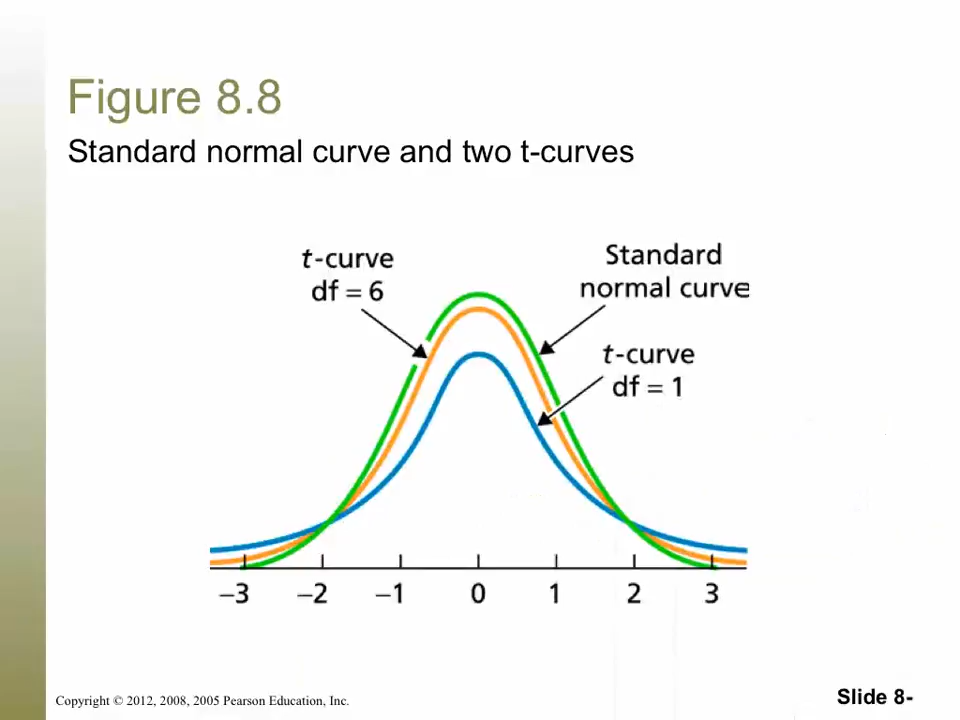 Figure 8.8
Standard normal curve and two t-curves
t-curve
df = 6
Standard
normal curve
t-curve
df = 1
–3 –2 –1 0 1 2 3
Copyright © 2012, 2008, 2005 Pearson Education, Inc.
Slide 8-